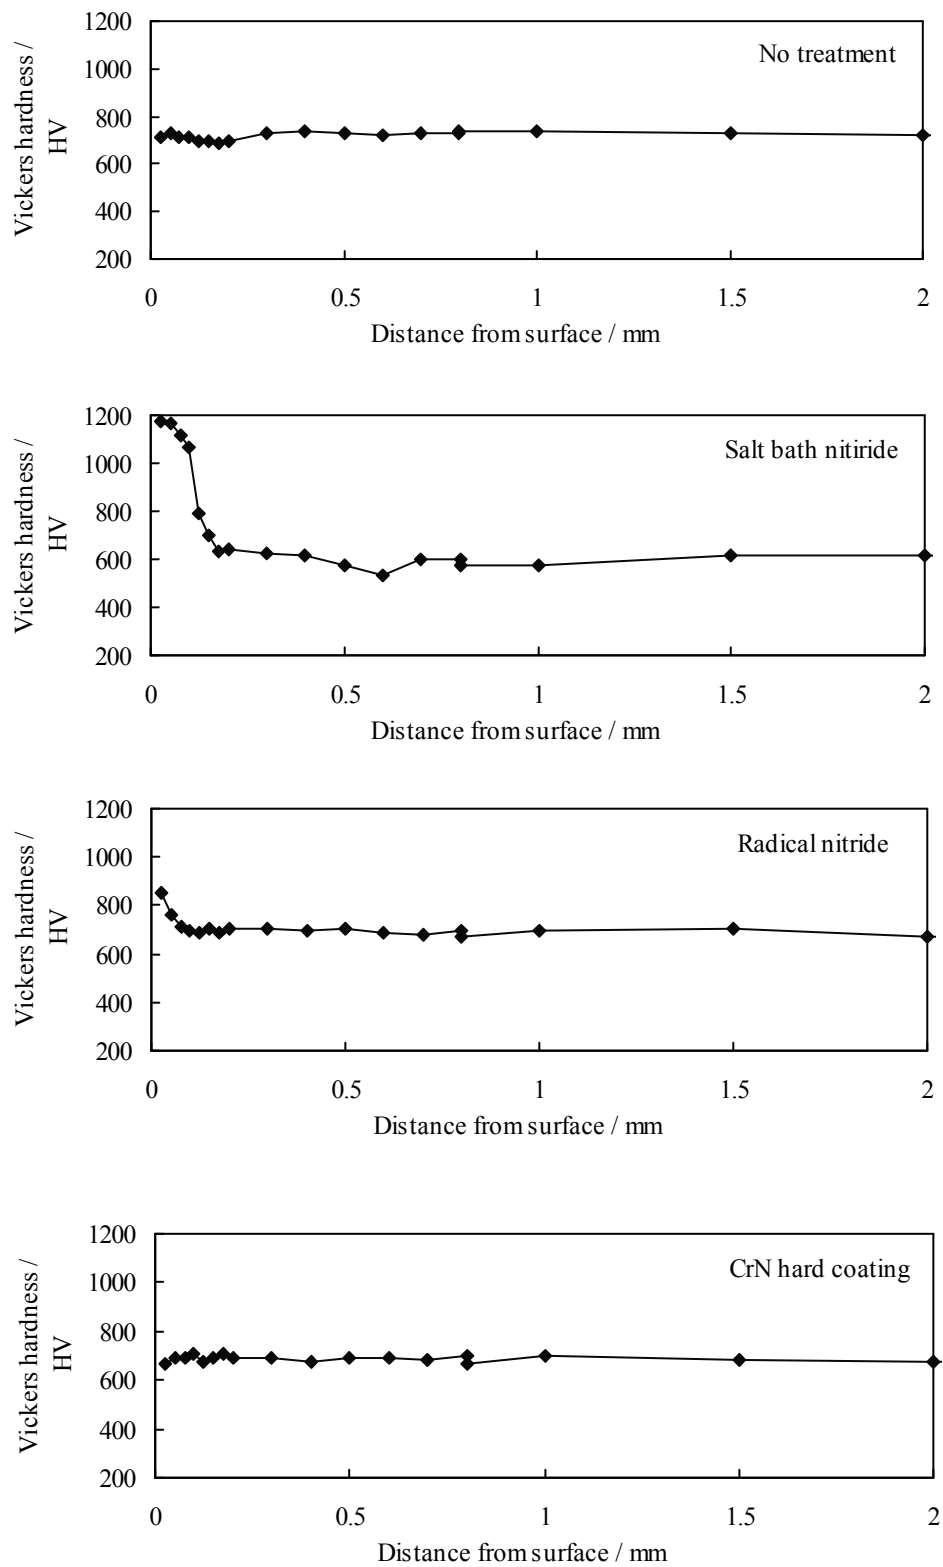 1200
1000
800
600
400
200
Vickers hardness /
HV
No treatment
0 0.5 1 1.5 2
Distance from surface / mm
1200
1000
800
600
400
200
Vickers hardness /
HV
Salt bath nitiride
0 0.5 1 1.5 2
Distance from surface / mm
1200
1000
800
600
400
200
Vickers hardness /
HV
Radical nitride
0 0.5 1 1.5 2
Distance from surface / mm
1200
1000
800
600
400
200
Vickers hardness /
HV
CrN hard coating
0 0.5 1 1.5 2
Distance from surface / mm